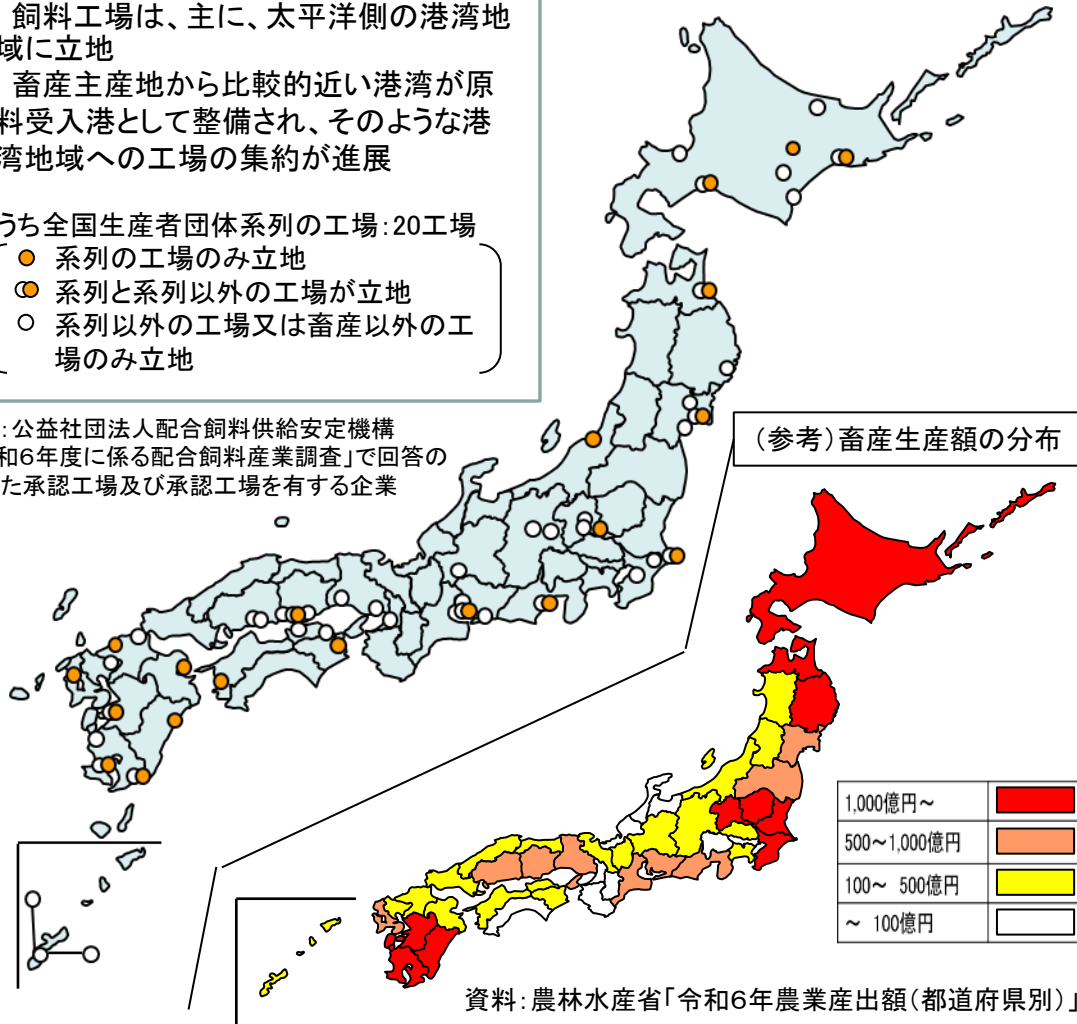 飼料工場は、主に、太平洋側の港湾地
域に立地
畜産主産地から比較的近い港湾が原
料受入港として整備され、そのような港
湾地域への工場の集約が進展
うち全国生産者団体系列の工場：20工場
系列の工場のみ立地
系列と系列以外の工場が立地
系列以外の工場又は畜産以外の工
場のみ立地
：公益社団法人配合飼料供給安定機構
和６年度に係る配合飼料産業調査」で回答の
た承認工場及び承認工場を有する企業
（参考）畜産生産額の分布
1,000億円～
500～1,000億円
100～ 500億円
～ 100億円
資料：農林水産省「令和６年農業産出額（都道府県別）」